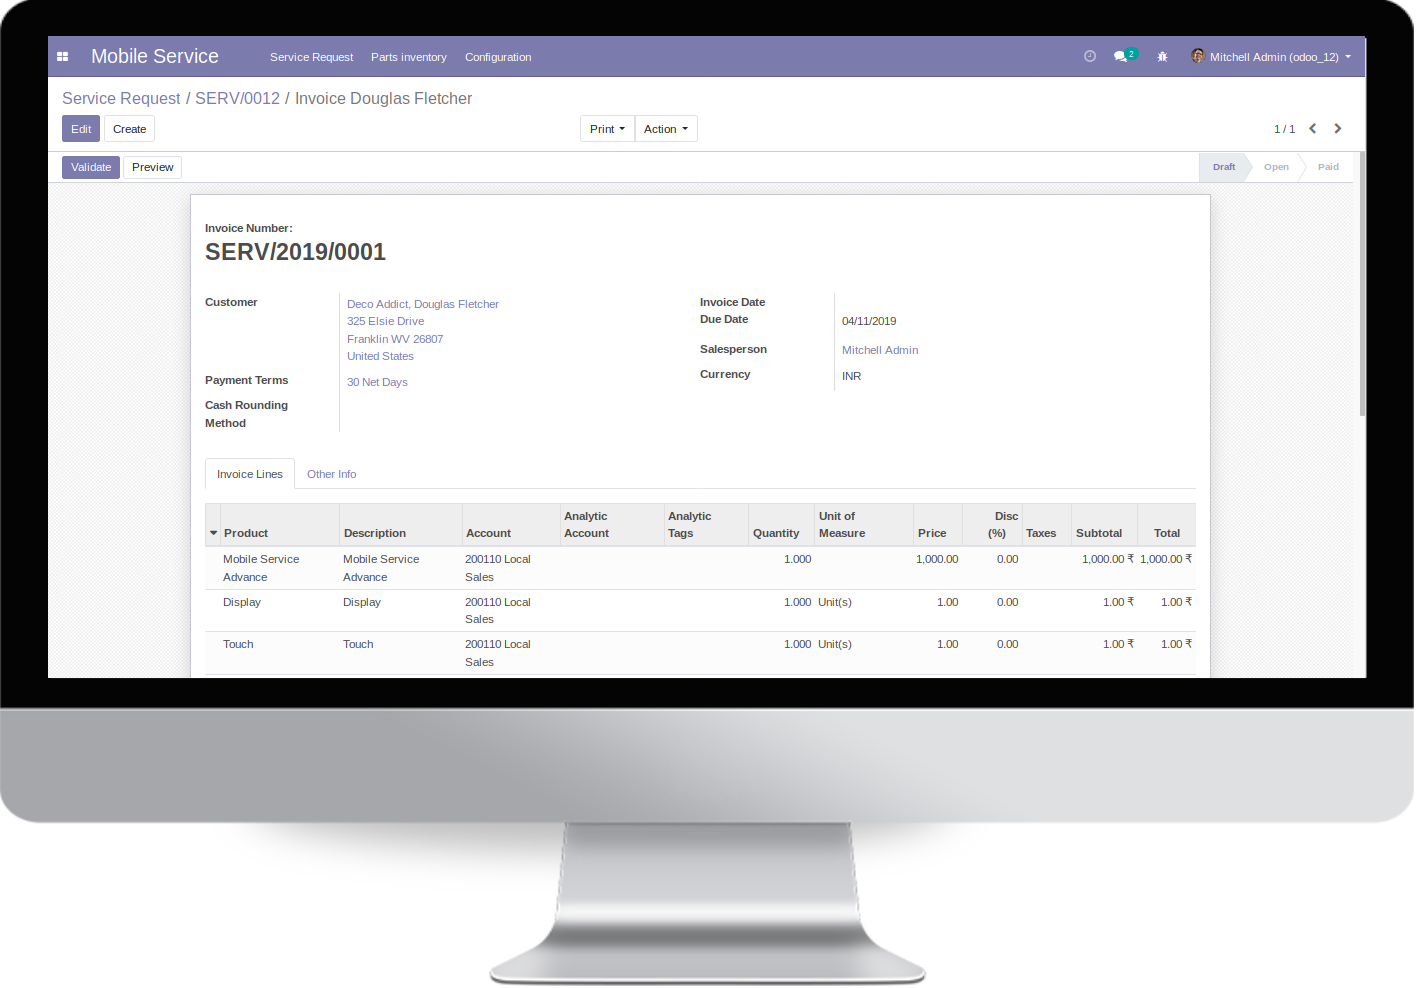 Mobile Service Service Request Parts inventory Configuration 2 Mitchell Admin (odoo_12)
Service Request / SERV/0012 / Invoice Douglas Fletcher
Edit Create Print Action 1 / 1
Validate Preview Draft Open Paid
Invoice Number:
SERV/2019/0001
Customer
Deco Addict, Douglas Fletcher
325 Elsie Drive
Franklin WV 26807
United States
Payment Terms 30 Net Days
Cash Rounding
Method
Invoice Date
Due Date 04/11/2019
Salesperson Mitchell Admin
Currency INR
Invoice Lines Other Info
Product Description Account Analytic Account Analytic Tags Quantity Unit of Measure Price Disc (%) Taxes Subtotal Total
Mobile Service Mobile Service 200110 Local 1.000 1,000.00 0.00 1,000.00 ₹ 1,000.00 ₹
Advance Advance Sales
Display Display 200110 Local 1.000 Unit(s) 1.00 0.00 1.00 ₹ 1.00 ₹
Sales
Touch Touch 200110 Local 1.000 Unit(s) 1.00 0.00 1.00 ₹ 1.00 ₹
Sales